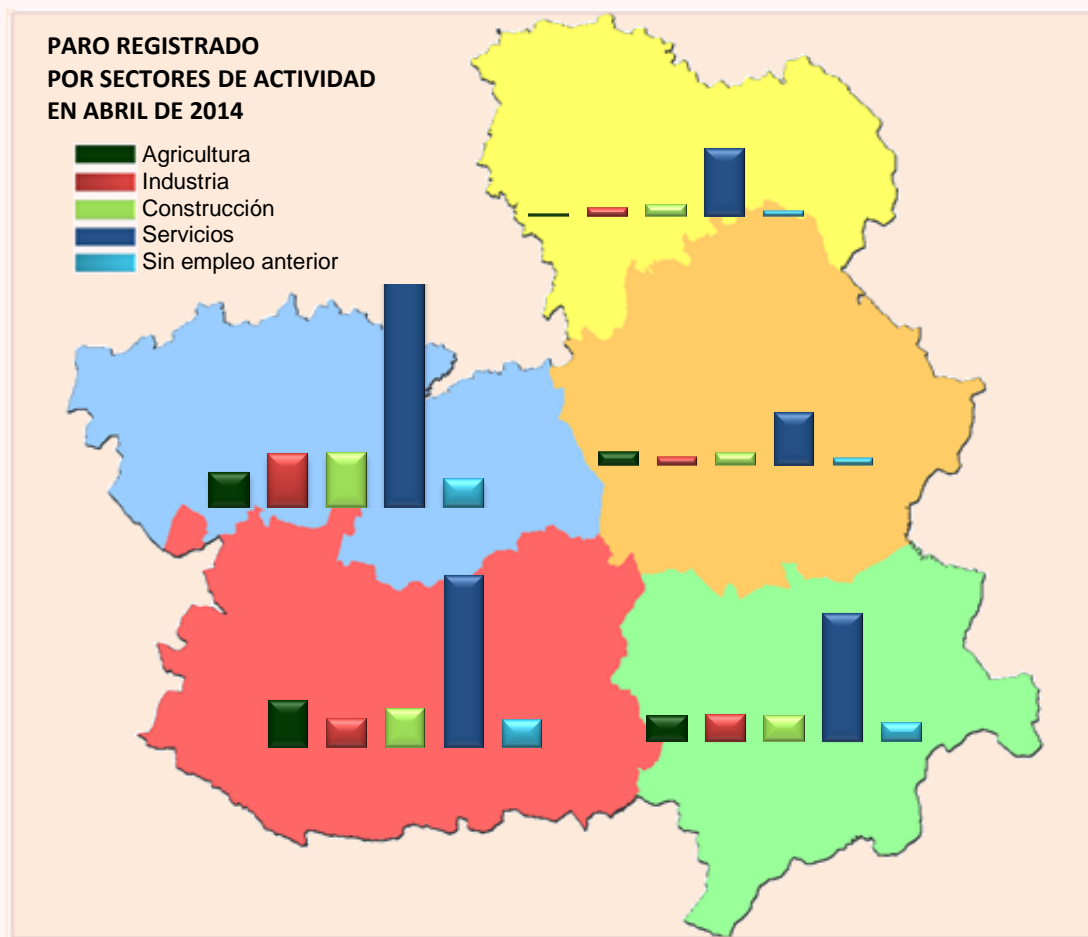 PARO REGISTRADO
POR SECTORES DE ACTIVIDAD
EN ABRIL DE 2014
Agricultura
Industria
Construcción
Servicios
Sin empleo anterior